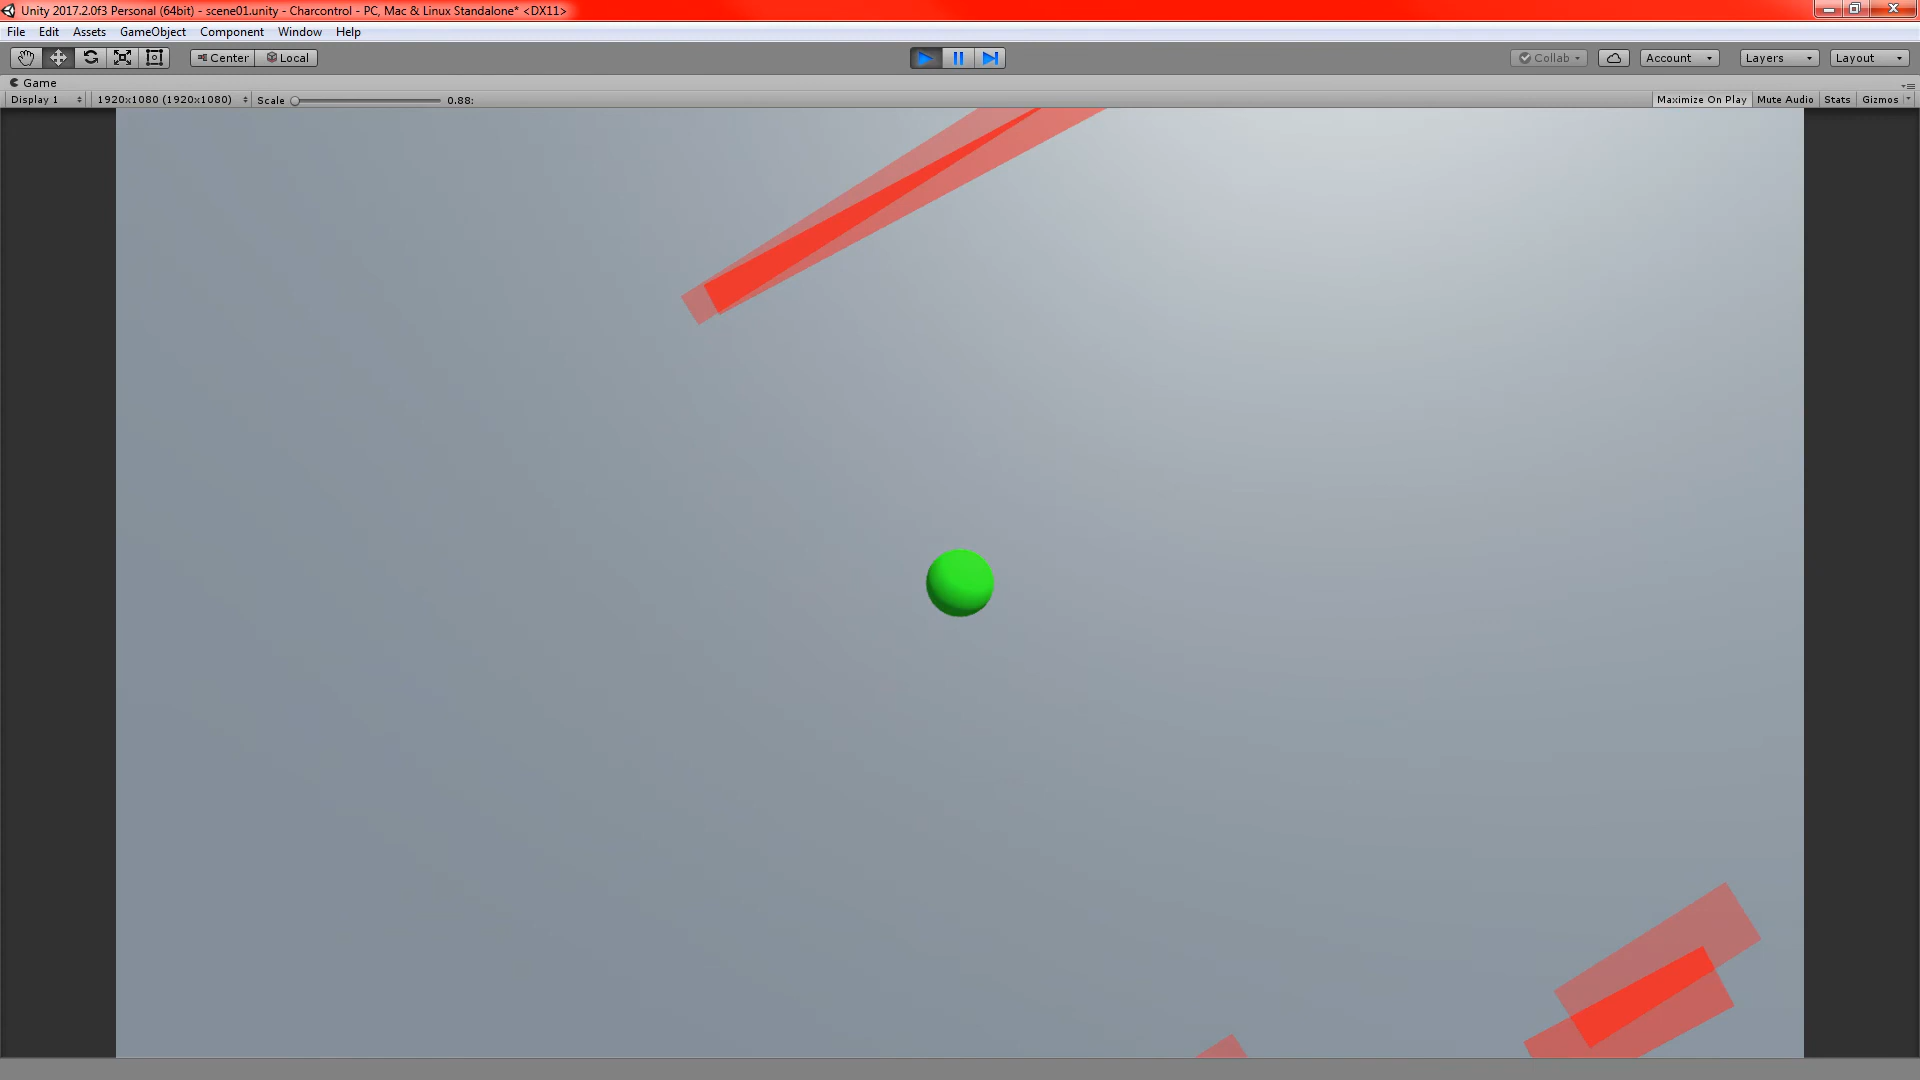 Unity 2017.2.0f3 Personal (64bit) - scene01.unity - Charcontrol - PC, Mac & Linux Standalone* <DX11>
File Edit Assets GameObject Component Window Help
Center Local Collab Account Layers Layout
Game
Display 1 1920x1080 (1920x1080) Scale 0.88: Maximize On Play Mute Audio Stats Gizmos